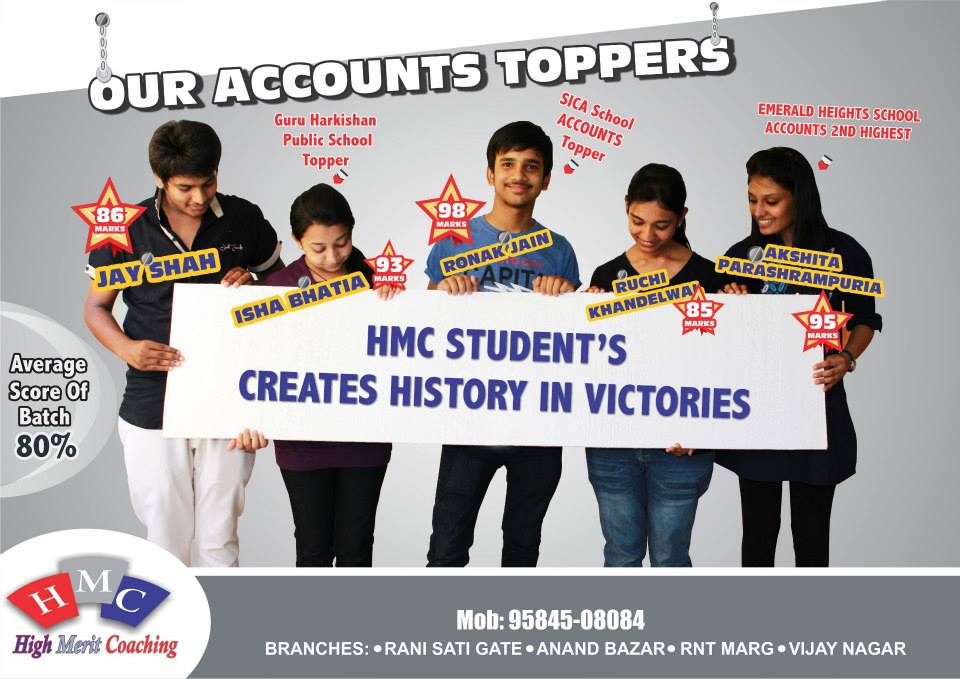 OUR ACCOUNTS TOPPERS
Guru Harkishan
Public School
Topper
SICA School
ACCOUNTS
Topper
EMERALD HEIGHTS SCHOOL
ACCOUNTS 2ND HIGHEST
86
MARKS
JAY SHAH
ISHA BHATIA
93
MARKS
98
MARKS
RONAK JAIN
CAPIT
RUCHI
KHANDELWAL
85
MARKS
AKSHITA
PARASHRAMPURIA
95
MARKS
HMC STUDENT'S
CREATES HISTORY IN VICTORIES
Average
Score Of
Batch
80%
HMC
High Merit Coaching
Mob: 95845-08084
BRANCHES: •RANI SATI GATE•ANAND BAZAR• RNT MARG•VIJAY NAGAR